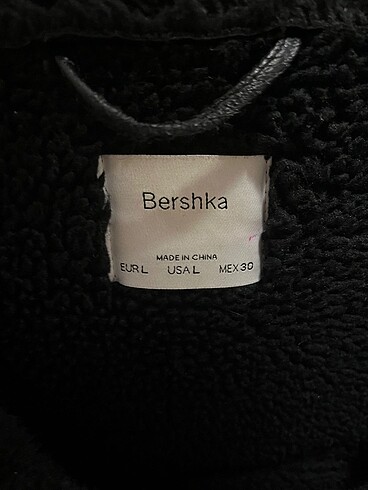 Bershka
MADE IN CHINA
EUR L USA L MEX 30